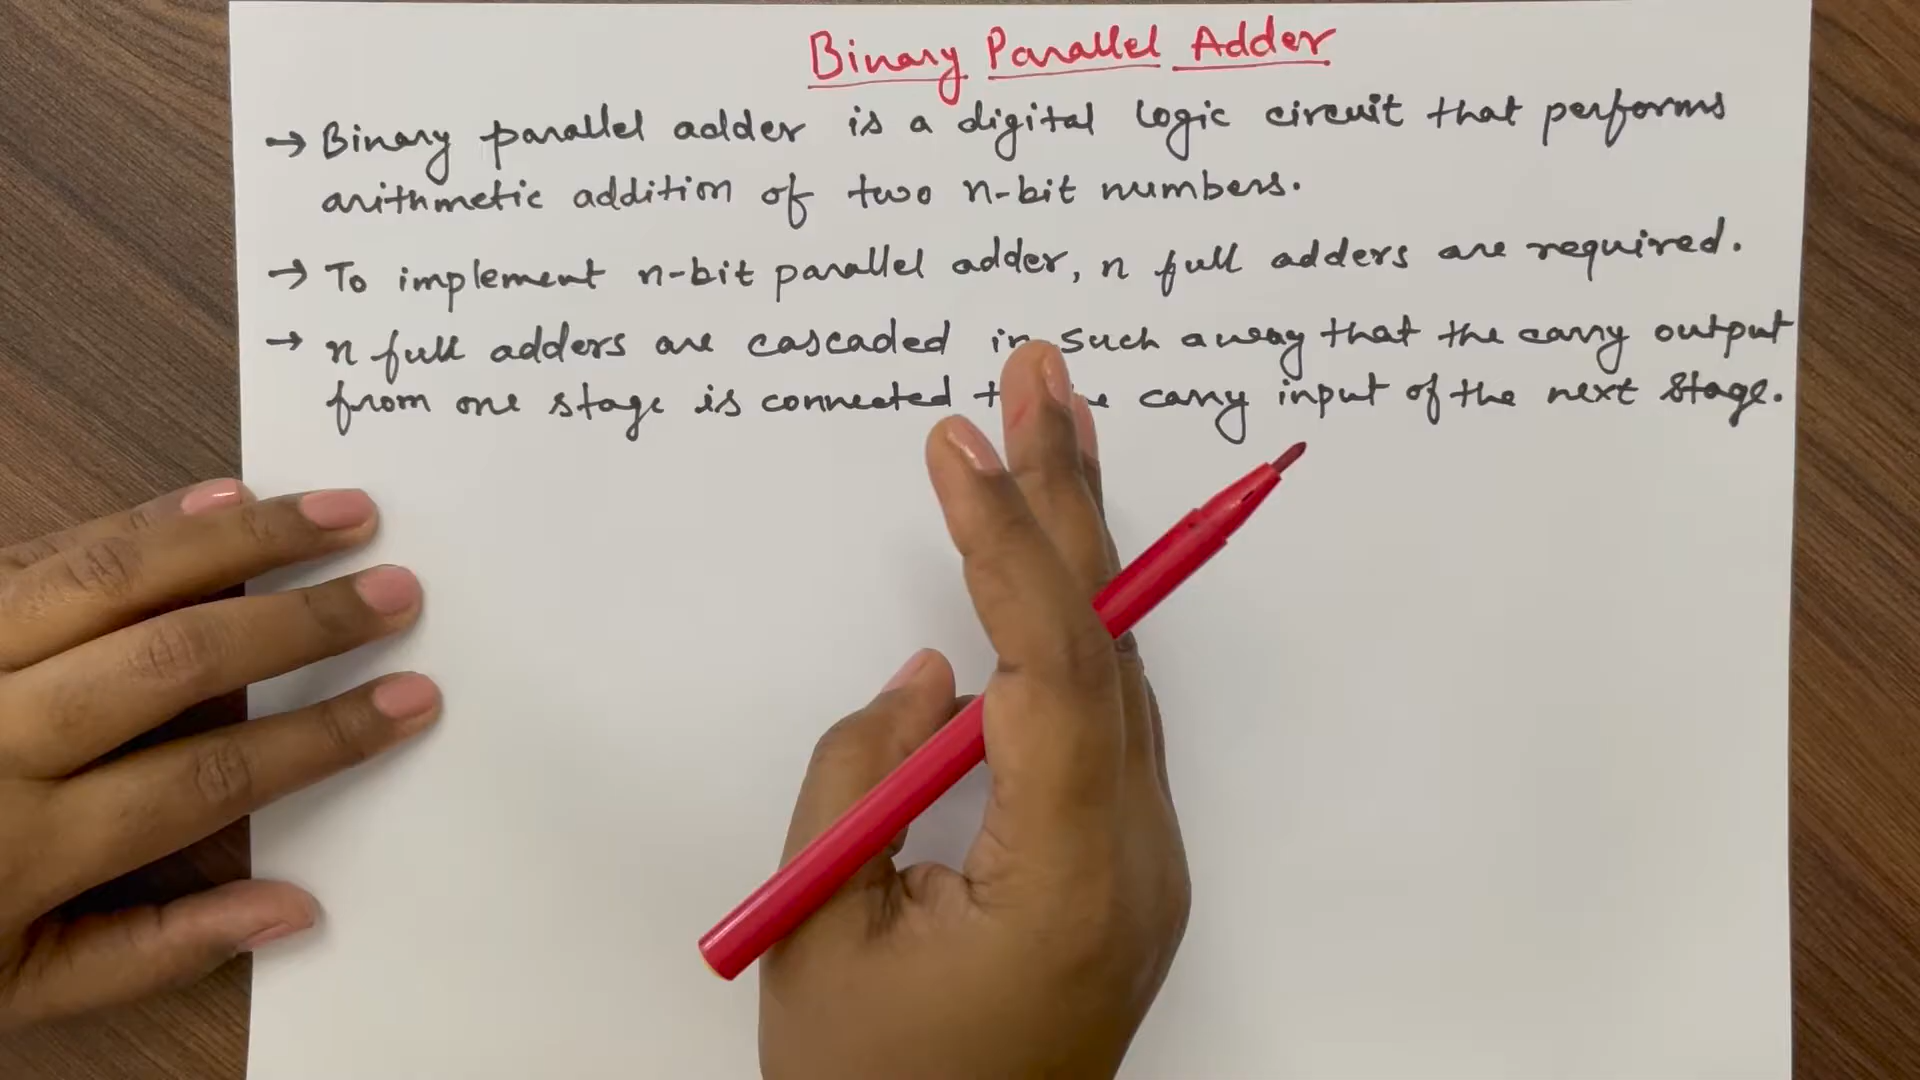 Binary Parallel Adder
→ Binary parallel adder is a digital logic circuit that performs
arithmetic addition of two n-bit numbers.
→ To implement n-bit parallel adder, n full adders are required.
→ n full adders are cascaded in such a way that the carry output
from one stage is connected carry input of the next stage.